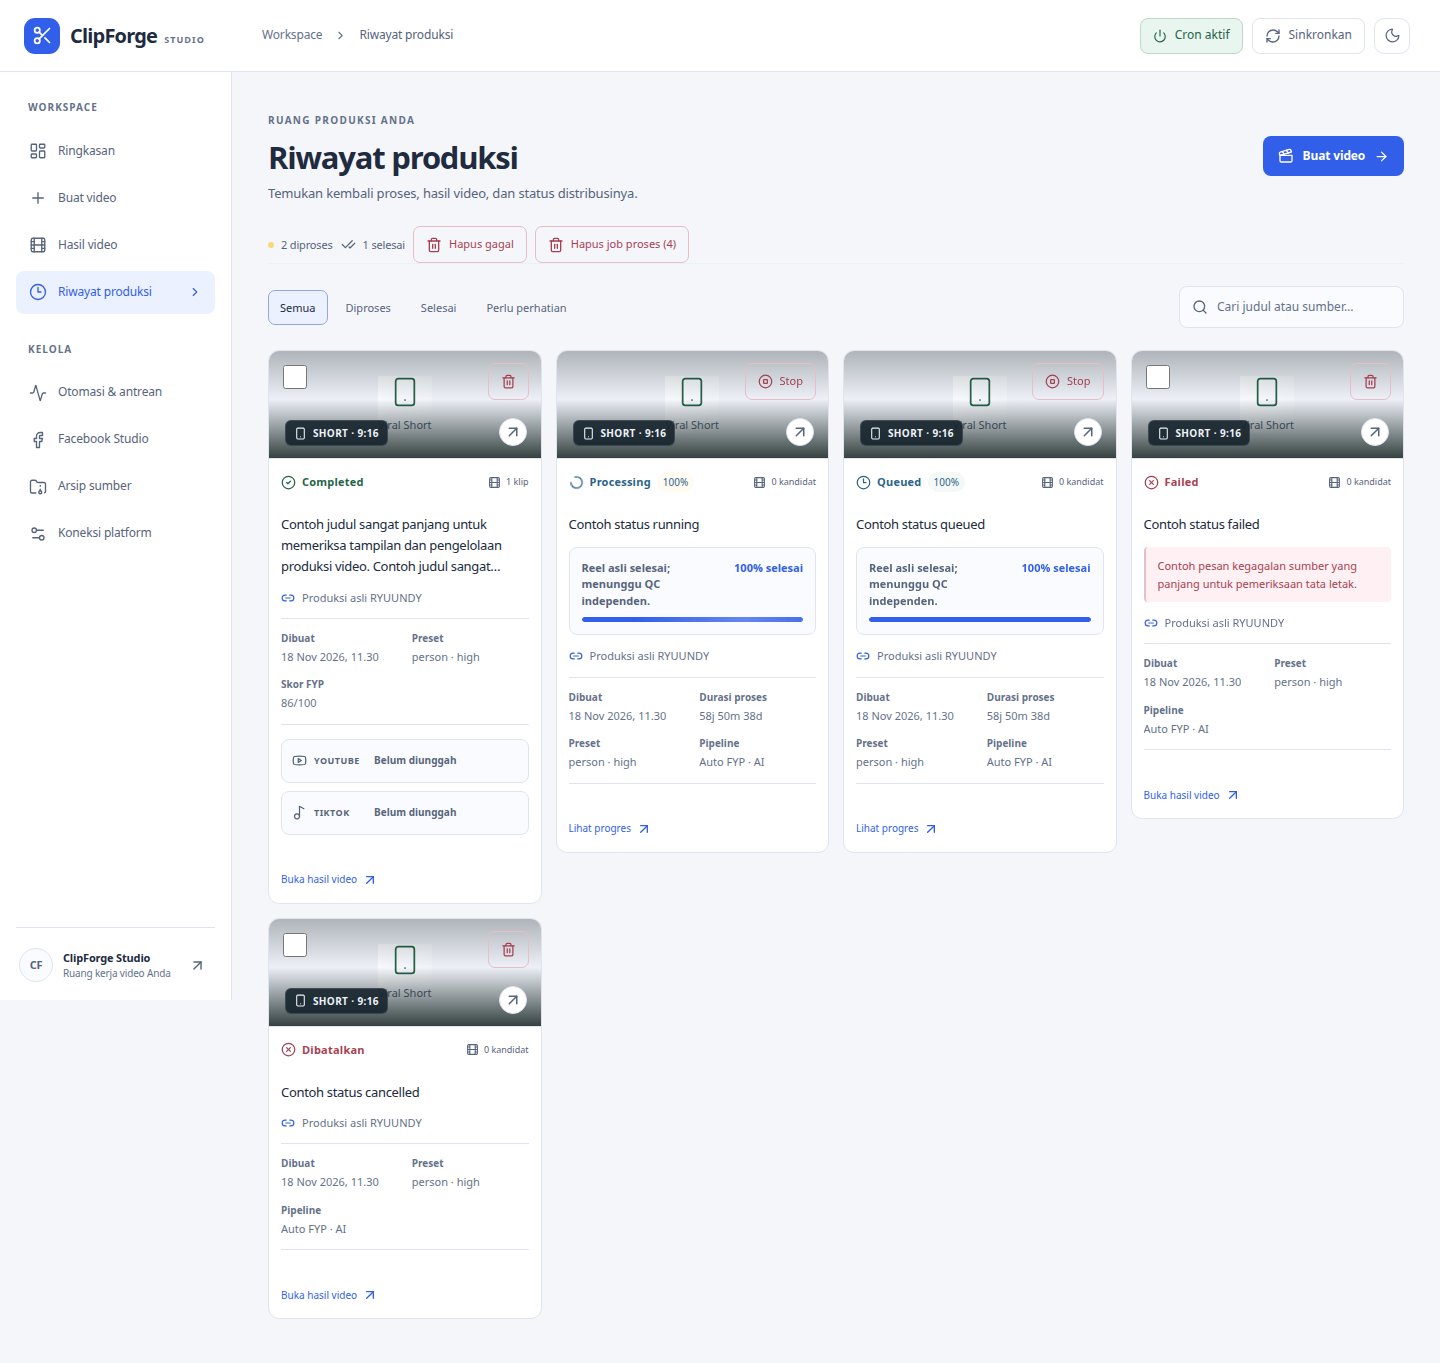 ClipForge STUDIO
Workspace
Riwayat produksi
Cron aktif
Sinkronkan
WORKSPACE
Ringkasan
Buat video
Hasil video
Riwayat produksi
KELOLA
Otomasi & antrean
Facebook Studio
Arsip sumber
Koneksi platform
CF
ClipForge Studio
Ruang kerja video Anda
RUANG PRODUKSI ANDA
Riwayat produksi
Temukan kembali proses, hasil video, dan status distribusinya.
Buat video
2 diproses
1 selesai
Hapus gagal
Hapus job proses (4)
Semua
Diproses
Selesai
Perlu perhatian
Cari judul atau sumber...
SHORT · 9:16
ral Short
Completed
1 klip
Contoh judul sangat panjang untuk
memeriksa tampilan dan pengelolaan
produksi video. Contoh judul sangat...
Produksi asli RYUUNDY
Dibuat
18 Nov 2026, 11.30
Preset
person · high
Skor FYP
86/100
YOUTUBE
Belum diunggah
TIKTOK
Belum diunggah
Buka hasil video
Stop
SHORT · 9:16
ral Short
Processing
100%
0 kandidat
Contoh status running
Reel asli selesai;
menunggu QC
independen.
100% selesai
Produksi asli RYUUNDY
Dibuat
18 Nov 2026, 11.30
Durasi proses
58j 50m 38d
Preset
person · high
Pipeline
Auto FYP · AI
Lihat progres
Stop
SHORT · 9:16
ral Short
Queued
100%
0 kandidat
Contoh status queued
Reel asli selesai;
menunggu QC
independen.
100% selesai
Produksi asli RYUUNDY
Dibuat
18 Nov 2026, 11.30
Durasi proses
58j 50m 38d
Preset
person · high
Pipeline
Auto FYP · AI
Lihat progres
SHORT · 9:16
ral Short
Failed
0 kandidat
Contoh status failed
Contoh pesan kegagalan sumber yang
panjang untuk pemeriksaan tata letak.
Produksi asli RYUUNDY
Dibuat
18 Nov 2026, 11.30
Preset
person · high
Pipeline
Auto FYP · AI
Buka hasil video
SHORT · 9:16
ral Short
Dibatalkan
0 kandidat
Contoh status cancelled
Produksi asli RYUUNDY
Dibuat
18 Nov 2026, 11.30
Preset
person · high
Pipeline
Auto FYP · AI
Buka hasil video